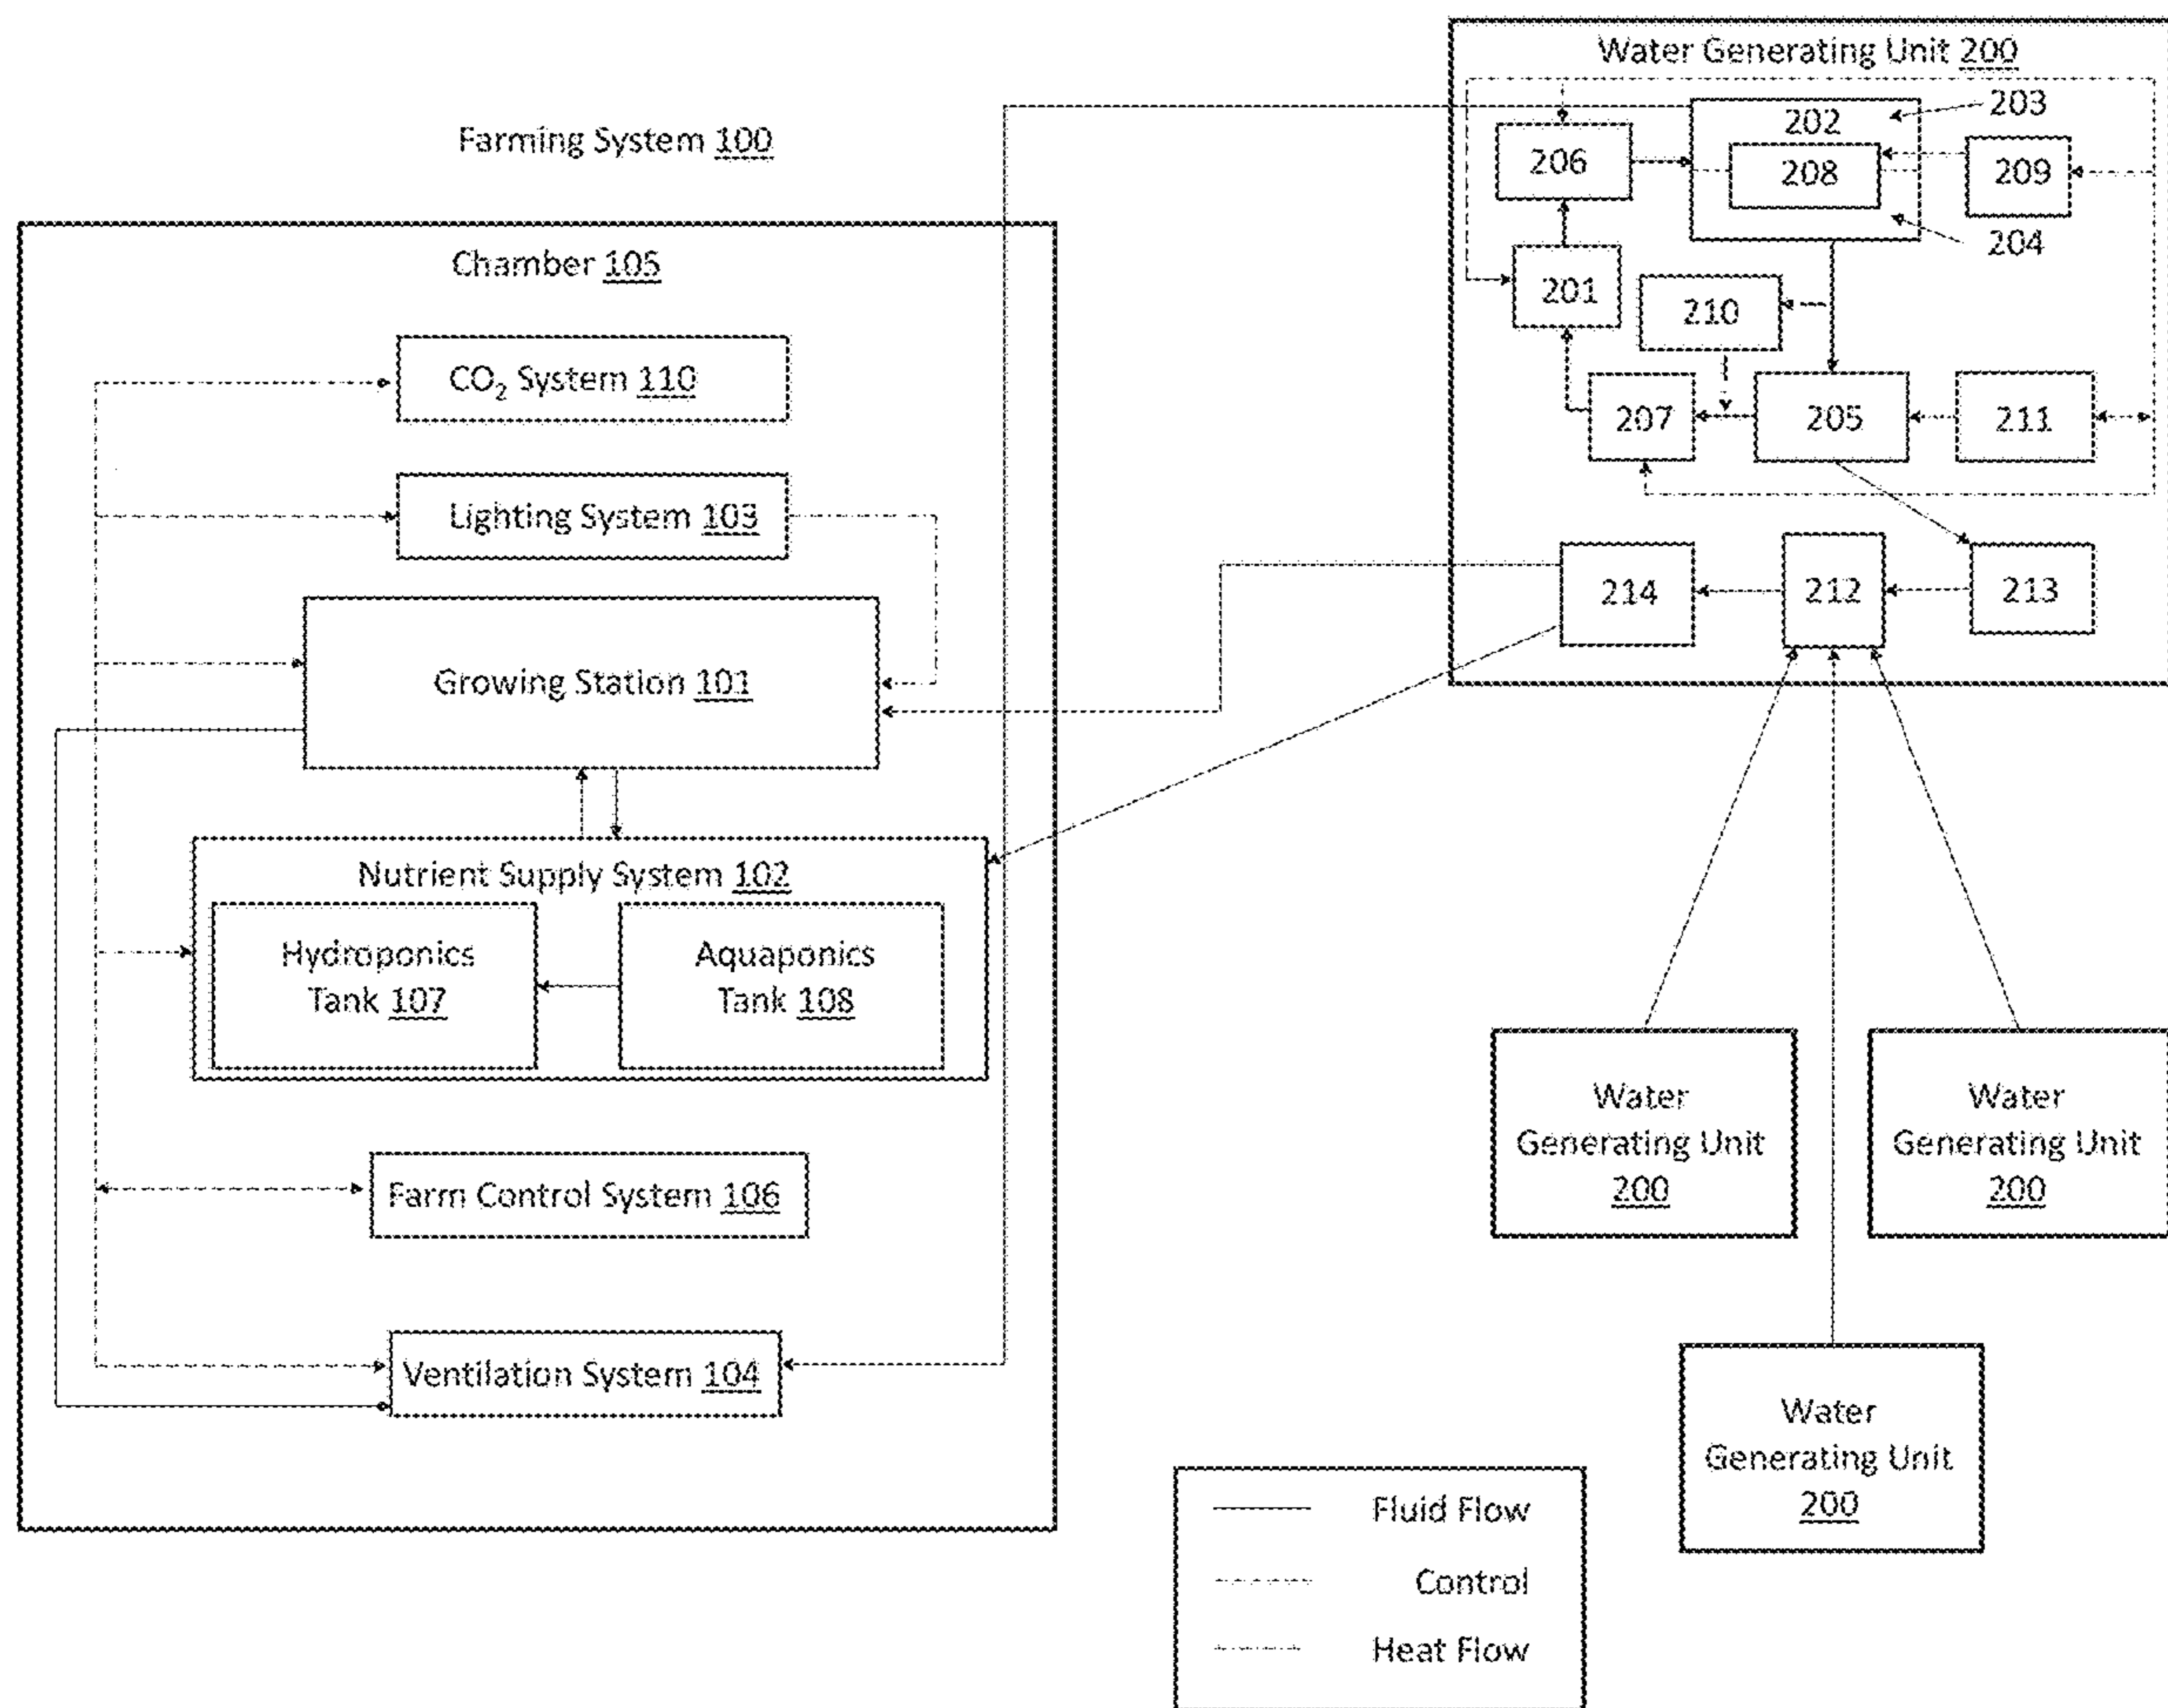 Farming System 100
Chamber 105
CO₂ System 110
Lighting System 103
Growing Station 101
Nutrient Supply System 102
Hydroponics
Tank 107
Aquaponics
Tank 108
Farm Control System 106
Ventilation System 104
Water Generating Unit 200
203
202
206
208
209
204
201
210
207
205
211
214
212
213
Water
Generating Unit
200
Water
Generating Unit
200
Water
Generating Unit
200
Fluid Flow
Control
Heat Flow